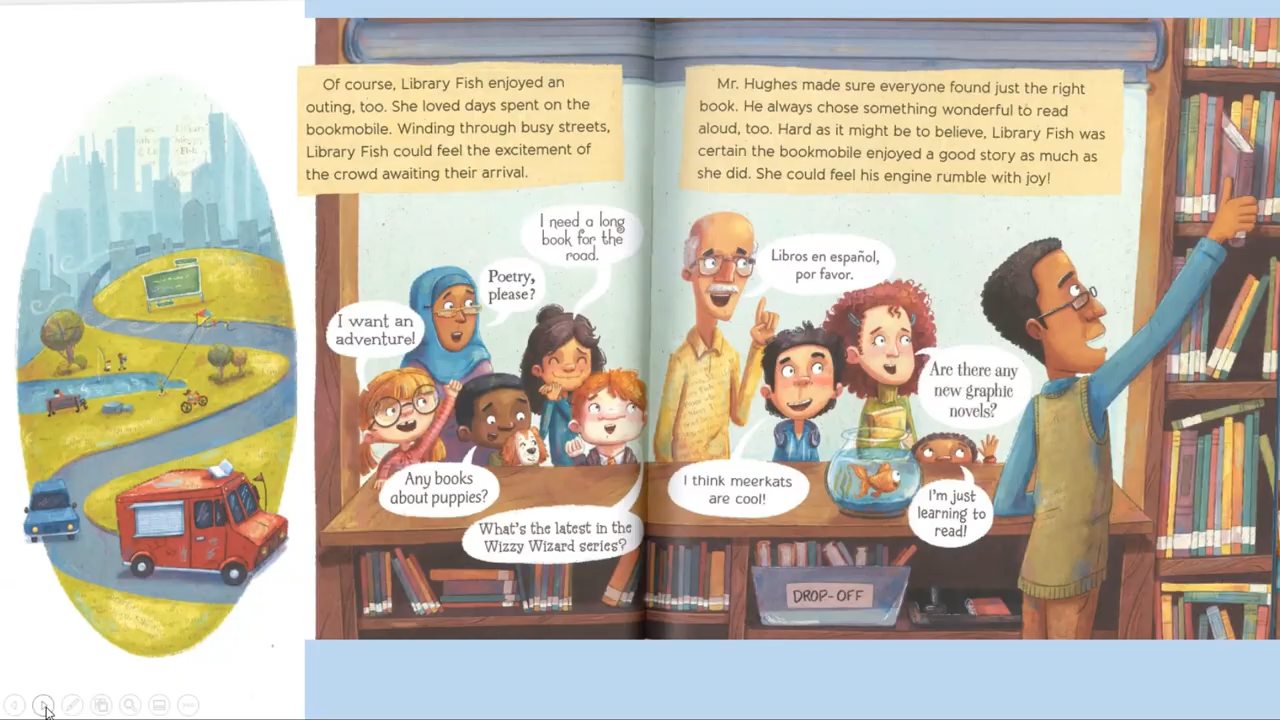 Of course, Library Fish enjoyed an
outing, too. She loved days spent on the
bookmobile. Winding through busy streets,
Library Fish could feel the excitement of
the crowd awaiting their arrival.
Mr. Hughes made sure everyone found just the right
book. He always chose something wonderful to read
aloud, too. Hard as it might be to believe, Library Fish was
certain the bookmobile enjoyed a good story as much as
she did. She could feel his engine rumble with joy!
I want an
adventure!
Poetry,
please?
I need a long
book for the
road.
Any books
about puppies?
What's the latest in the
Wizzy Wizard series?
Libros en español,
por favor.
I think meerkats
are cool!
Are there any
new graphic
novels?
I'm just
learning to
read!
DROP-OFF